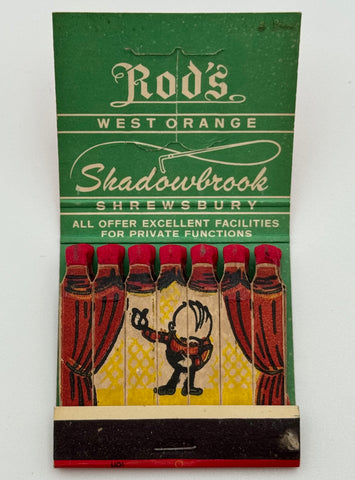 Rod's
WEST ORANGE
Shadowbrook
SHREWSBURY
ALL OFFER EXCELLENT FACILITIES
FOR PRIVATE FUNCTIONS